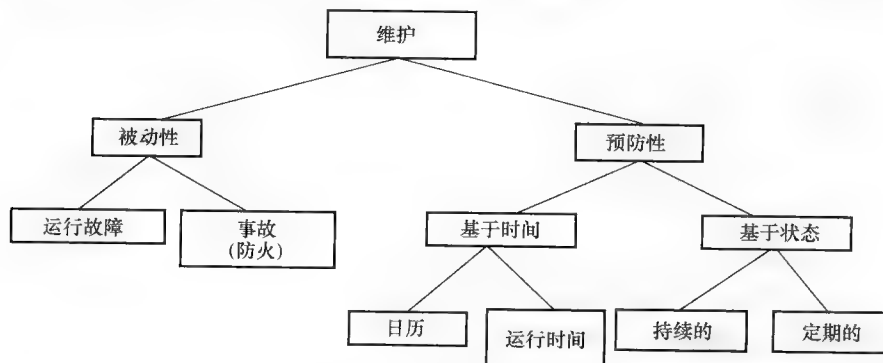 维护
被动性
预防性
运行故障
事故
(防火)
基于时间
基于状态
日历
运行时间
持续的
定期的